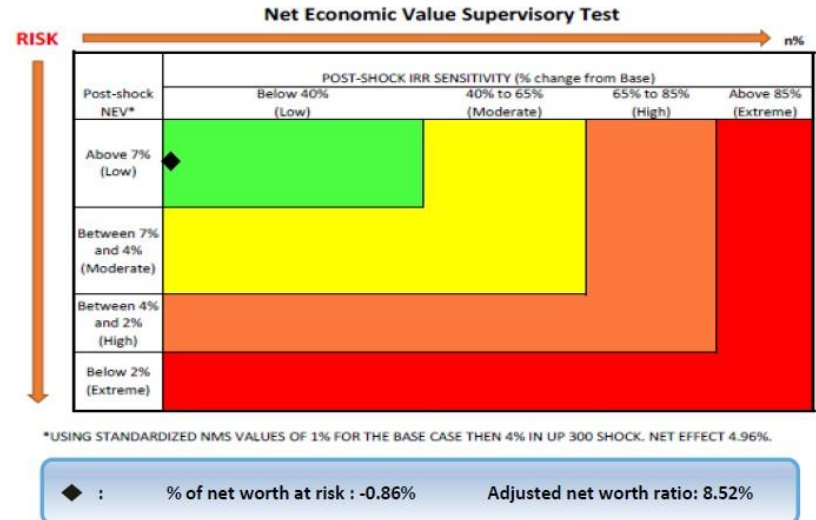 Net Economic Value Supervisory Test
RISK
n%
POST-SHOCK IRR SENSITIVITY (% change from Base)
Post-shock
NEV*
Below 40%
(Low)
40% to 65%
(Moderate)
65% to 85%
(High)
Above 85%
(Extreme)
Above 7%
(Low)
Between 7%
and 4%
(Moderate)
Between 4%
and 2%
(High)
Below 2%
(Extreme)
*USING STANDARDIZED NMS VALUES OF 1% FOR THE BASE CASE THEN 4% IN UP 300 SHOCK. NET EFFECT 4.96%.
: % of net worth at risk : -0.86% Adjusted net worth ratio: 8.52%